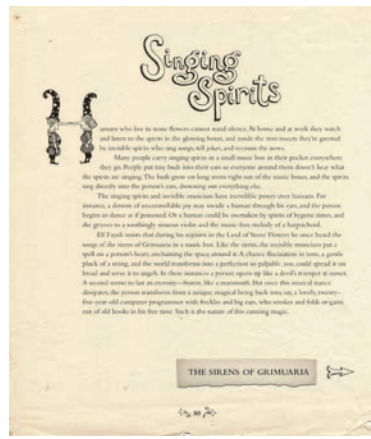 Singing
Spirits
Humans who live in stone flowers cannot stand silence. At home and at work they watch
and listen to the spirits in the glowing boxes, and inside the iron insects they're greeted
by invisible spirits who sing songs, tell jokes, and recount the news.
Many people carry singing spirits in a small music box in their pocket everywhere
they go. People put tiny buds into their ears so everyone around them doesn't hear what
the spirits are singing. The buds grow on long stems right out of the music boxes, and the spirits
sing directly into the person's ears, drowning out everything else.
The singing spirits and invisible musicians have incredible power over humans. For
instance, a demon of uncontrollable joy may invade a human through his ears, and the person
begins to dance as if possessed. Or a human could be overtaken by spirits of bygone times, and
she grieves to a soothingly sinuous violin and the music-box melody of a harpsichord.
Elf Face insists that during his sojourn in the Land of Stone Flowers he once heard the
songs of the sirens of Grimuaria in a music box. Like the sirens, the invisible musicians put a
spell on a person's heart, enchanting the space around it. A chance fluctuation in tone, a gentle
pluck of a string, and the world transforms into a perfection so palpable, you could spread it on
bread and serve it to angels. In these instances a person opens up like a devil's trumpet at sunset.
A second seems to last an eternity—frozen, like a mammoth. But once this musical trance
dissipates, the person transforms from a unique, magical being back into, say, a lovely, twenty-
five-year-old computer programmer with freckles and big ears, who smokes and folds origami
out of old books in his free time. Such is the nature of this cunning magic.
THE SIRENS OF GRIMUARIA
80